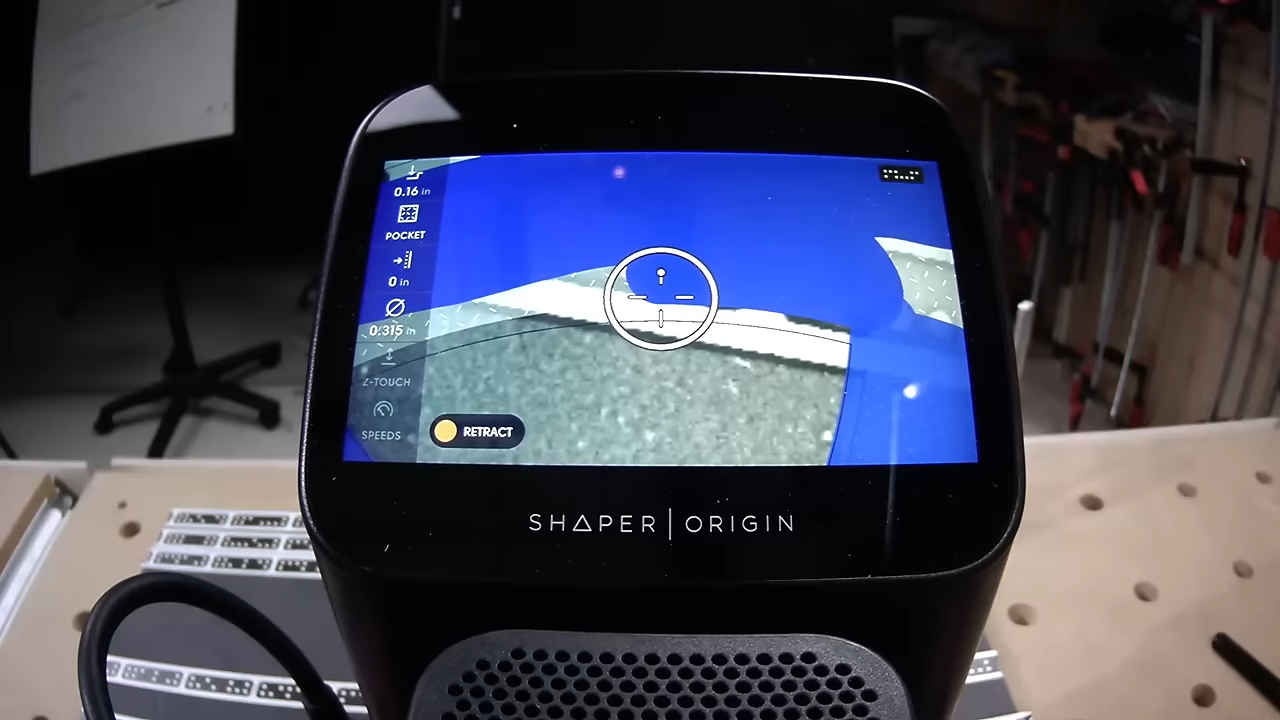 0.16 in
POCKET
0 in
0.315 in
Z-TOUCH
SPEEDS
RETRACT
SHAPER | ORIGIN